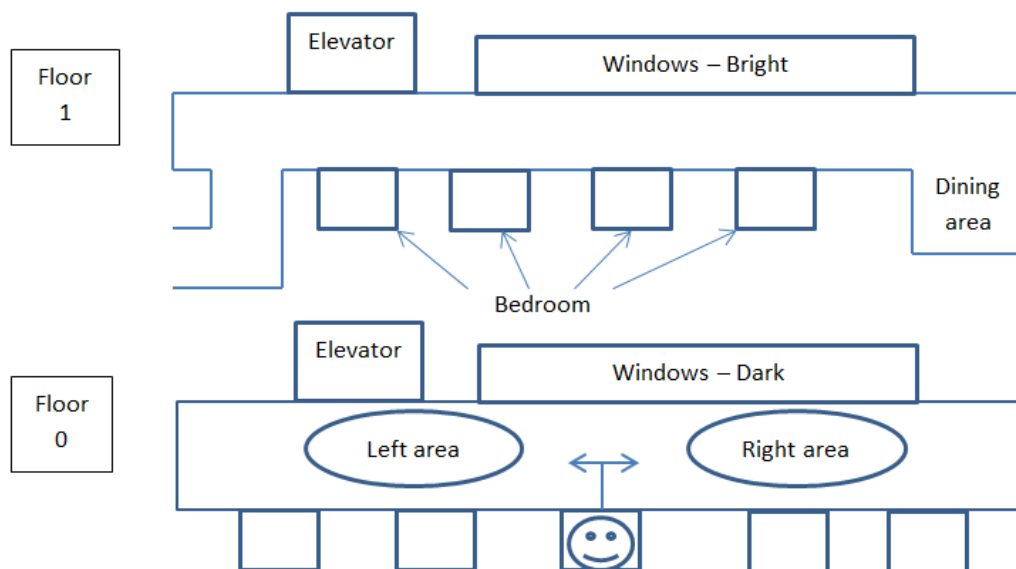 Elevator
Windows – Bright
Floor
1
Dining
area
Bedroom
Elevator
Windows – Dark
Floor
0
Left area
Right area